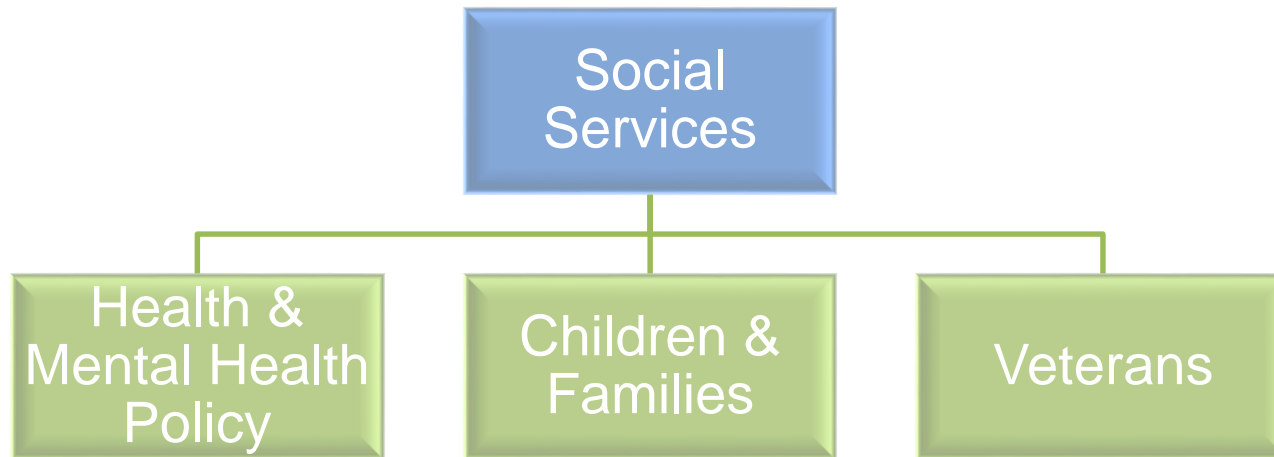 Social
Services
Health &
Mental Health
Policy
Children &
Families
Veterans